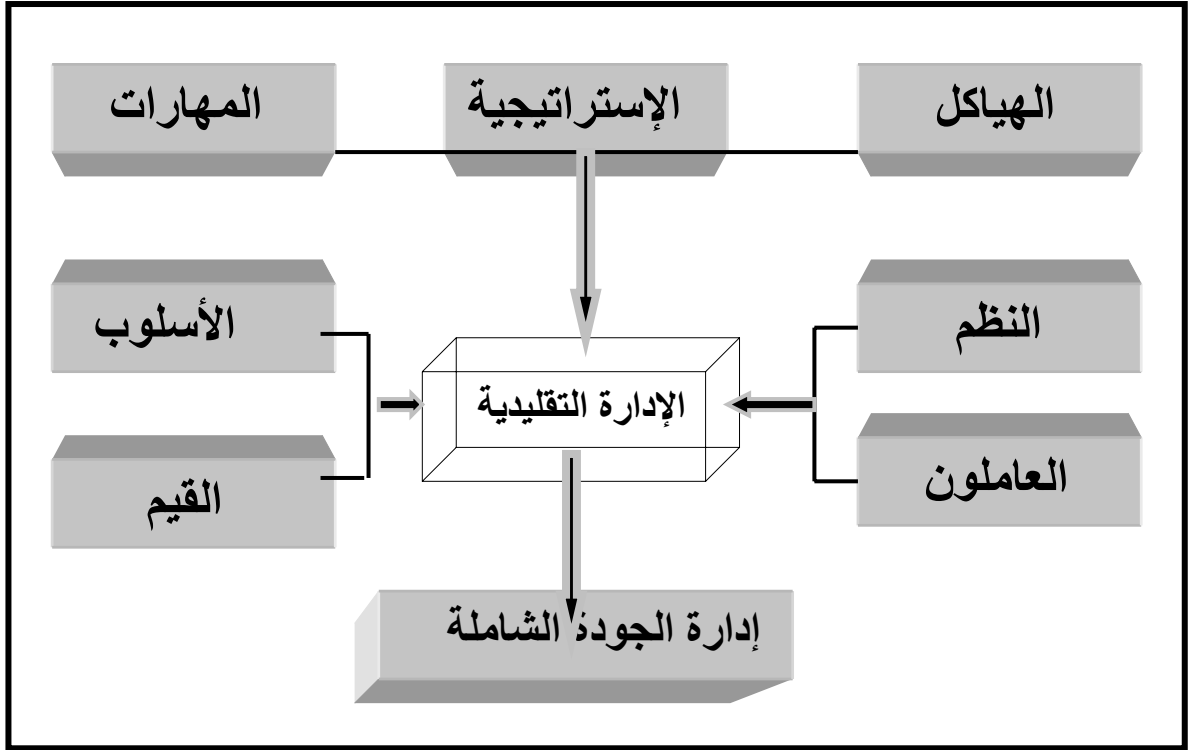 الهياكل
الإستراتيجية
المهارات
النظم
الأسلوب
الإدارة التقليدية
العاملون
القيم
إدارة الجودة الشاملة